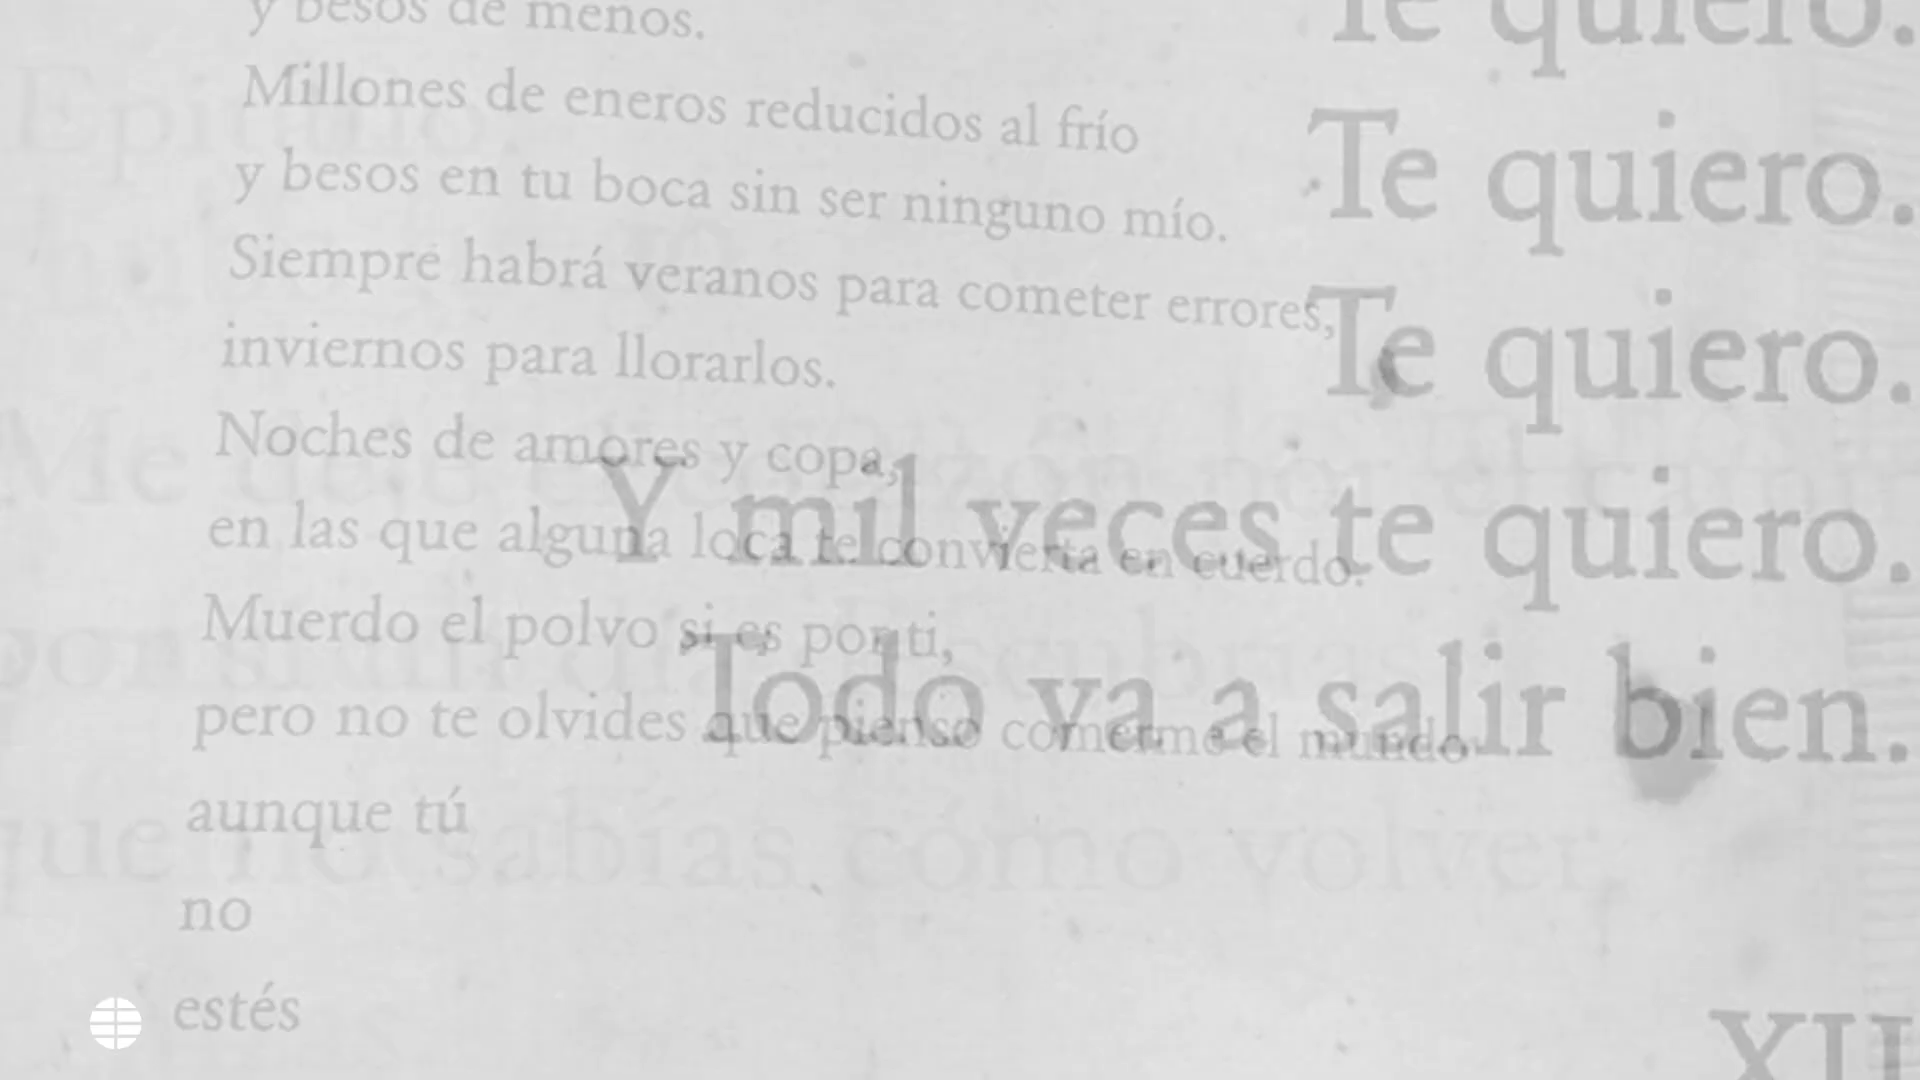 y besos de menos.
Millones de eneros reducidos al frío
y besos en tu boca sin ser ninguno mío.
Siempre habrá veranos para cometer errores,
inviernos para llorarlos.
Noches de amores y copa,
en las que alguna loca te convierta en cuerdo.
Muerdo el polvo si es por ti,
pero no te olvides que pienso comerme el mundo
aunque tú
no
estés
Te quiero.
Te quiero.
Te quiero.
Y mil veces te quiero.
Todo va a salir bien.
XII
Epitafio.
Me dejé
que no sabías cómo volver.